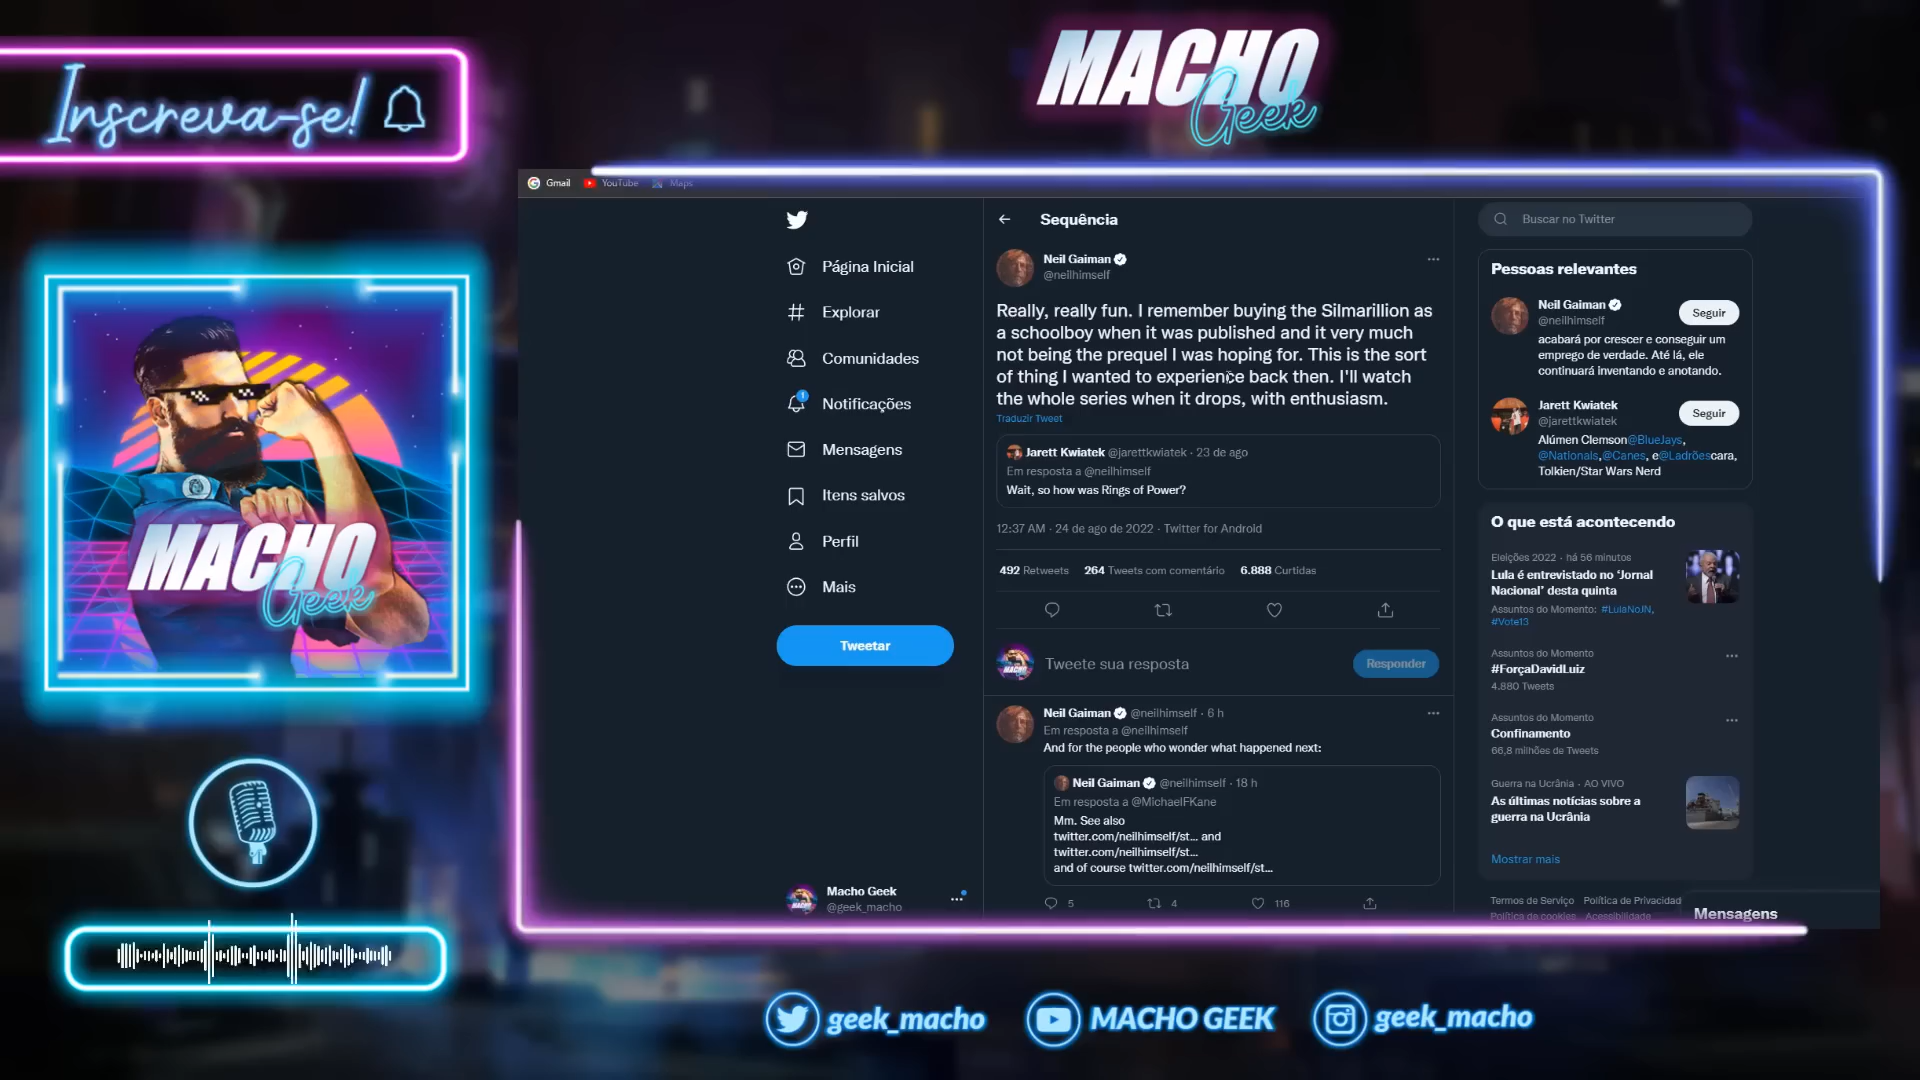 Inscreva-se!
MACHO
Geek
Gmail
YouTube
Maps
Página Inicial
Explorar
Comunidades
1
Notificações
Mensagens
Itens salvos
Perfil
Mais
Tweetar
Macho Geek
@geek_macho
Sequência
Neil Gaiman
@neilhimself
Really, really fun. I remember buying the Silmarillion as
a schoolboy when it was published and it very much
not being the prequel I was hoping for. This is the sort
of thing I wanted to experience back then. I'll watch
the whole series when it drops, with enthusiasm.
Traduzir Tweet
Jarett Kwiatek @jarettkwiatek · 23 de ago
Em resposta a @neilhimself
Wait, so how was Rings of Power?
12:37 AM · 24 de ago de 2022 · Twitter for Android
492 Retweets 264 Tweets com comentário 6.888 Curtidas
Tweete sua resposta
Responder
Neil Gaiman @neilhimself · 6 h
Em resposta a @neilhimself
And for the people who wonder what happened next:
Neil Gaiman @neilhimself · 18 h
Em resposta a @MichaelFKane
Mm. See also
twitter.com/neilhimself/st... and
twitter.com/neilhimself/st...
and of course twitter.com/neilhimself/st...
5 4 116
Buscar no Twitter
Pessoas relevantes
Neil Gaiman
@neilhimself
Seguir
acabará por crescer e conseguir um
emprego de verdade. Até lá, ele
continuará inventando e anotando.
Jarett Kwiatek
@jarettkwiatek
Seguir
Alúmen Clemson@BlueJays,
@Nationals,@Canes, e@Ladrõescara,
Tolkien/Star Wars Nerd
O que está acontecendo
Eleições 2022 · há 56 minutos
Lula é entrevistado no 'Jornal
Nacional' desta quinta
Assuntos do Momento: #LulaNoJN,
#Vote13
Assuntos do Momento
#ForçaDavidLuiz
4.880 Tweets
Assuntos do Momento
Confinamento
66,8 milhões de Tweets
Guerra na Ucrânia · AO VIVO
As últimas notícias sobre a
guerra na Ucrânia
Mostrar mais
Termos de Serviço Política de Privacidad
Política de cookies Acessibilidade
Mensagens
MACHO
Geek
geek_macho
MACHO GEEK
geek_macho